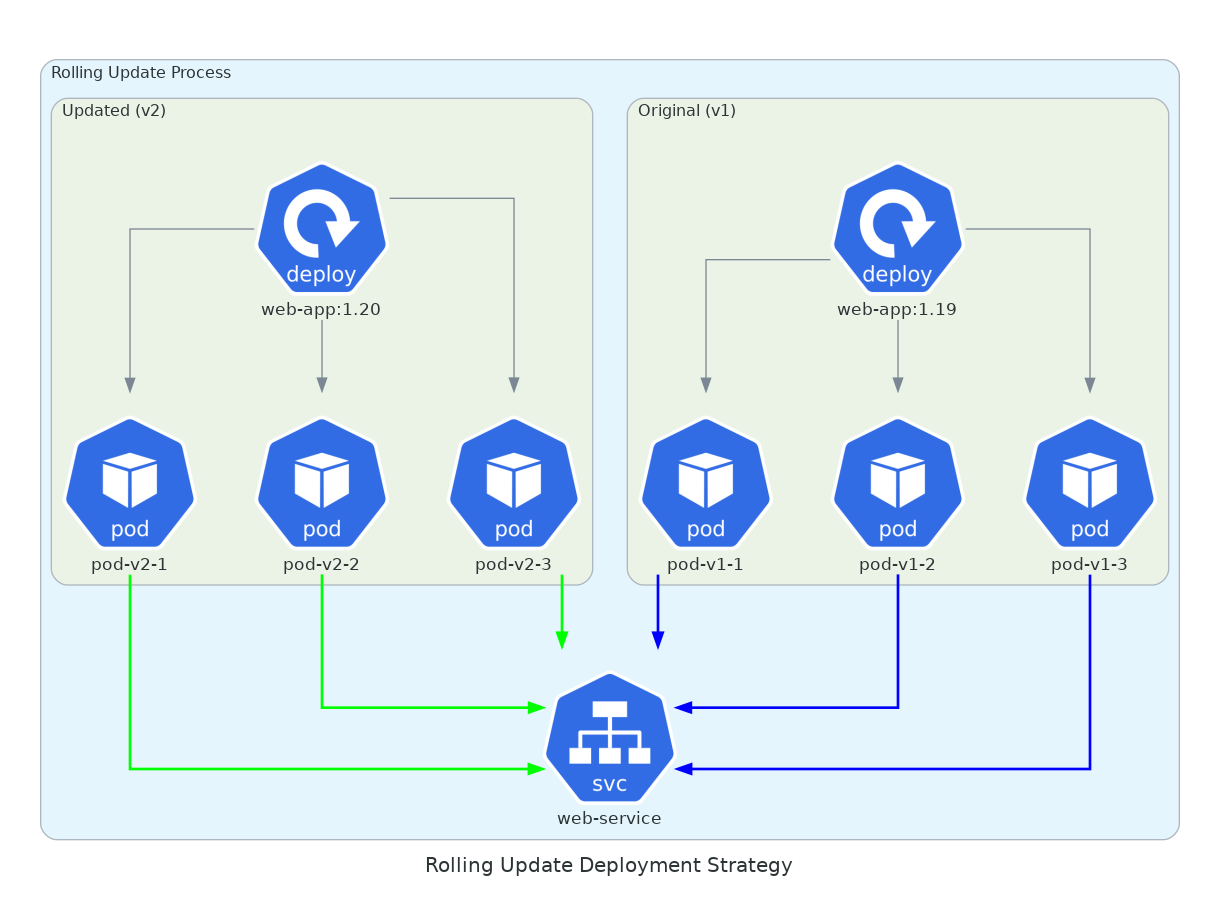 Rolling Update Process
Updated (v2)
Original (v1)
deploy
web-app:1.20
deploy
web-app:1.19
pod
pod-v2-1
pod
pod-v2-2
pod
pod-v2-3
pod
pod-v1-1
pod
pod-v1-2
pod
pod-v1-3
svc
web-service
Rolling Update Deployment Strategy